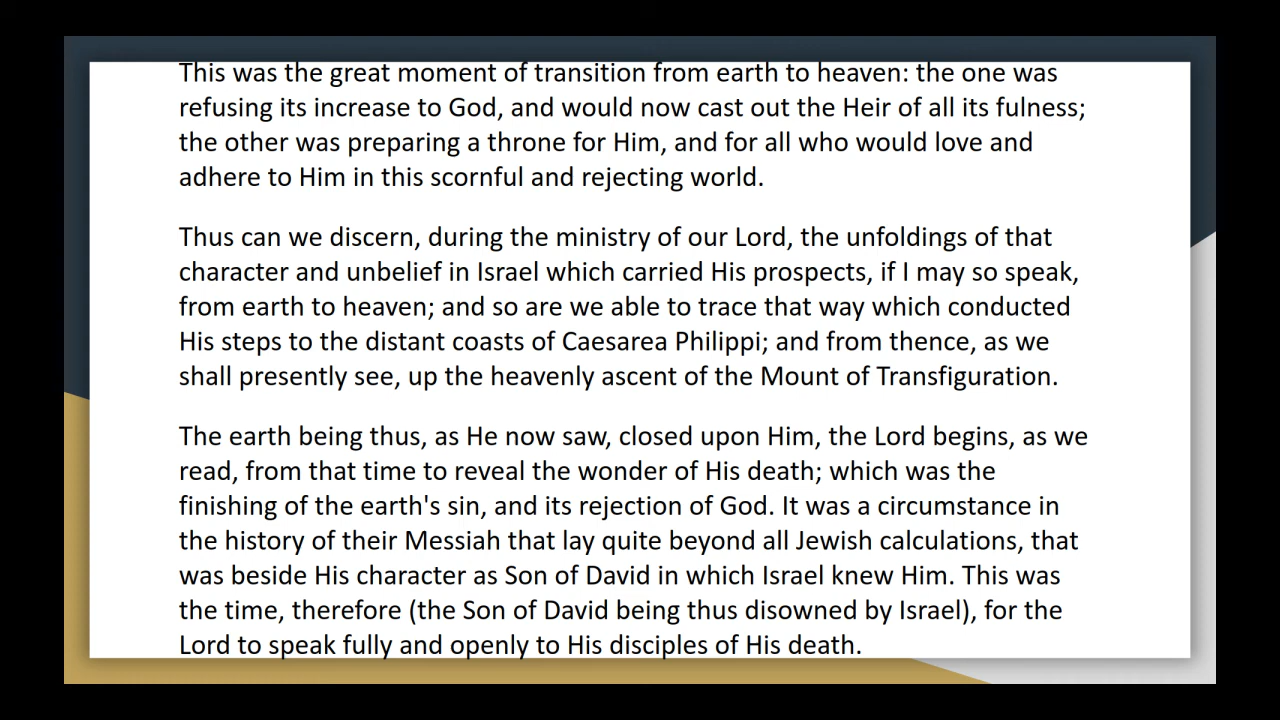 This was the great moment of transition from earth to heaven: the one was
refusing its increase to God, and would now cast out the Heir of all its fulness;
the other was preparing a throne for Him, and for all who would love and
adhere to Him in this scornful and rejecting world.
Thus can we discern, during the ministry of our Lord, the unfoldings of that
character and unbelief in Israel which carried His prospects, if I may so speak,
from earth to heaven; and so are we able to trace that way which conducted
His steps to the distant coasts of Caesarea Philippi; and from thence, as we
shall presently see, up the heavenly ascent of the Mount of Transfiguration.
The earth being thus, as He now saw, closed upon Him, the Lord begins, as we
read, from that time to reveal the wonder of His death; which was the
finishing of the earth's sin, and its rejection of God. It was a circumstance in
the history of their Messiah that lay quite beyond all Jewish calculations, that
was beside His character as Son of David in which Israel knew Him. This was
the time, therefore (the Son of David being thus disowned by Israel), for the
Lord to speak fully and openly to His disciples of His death.